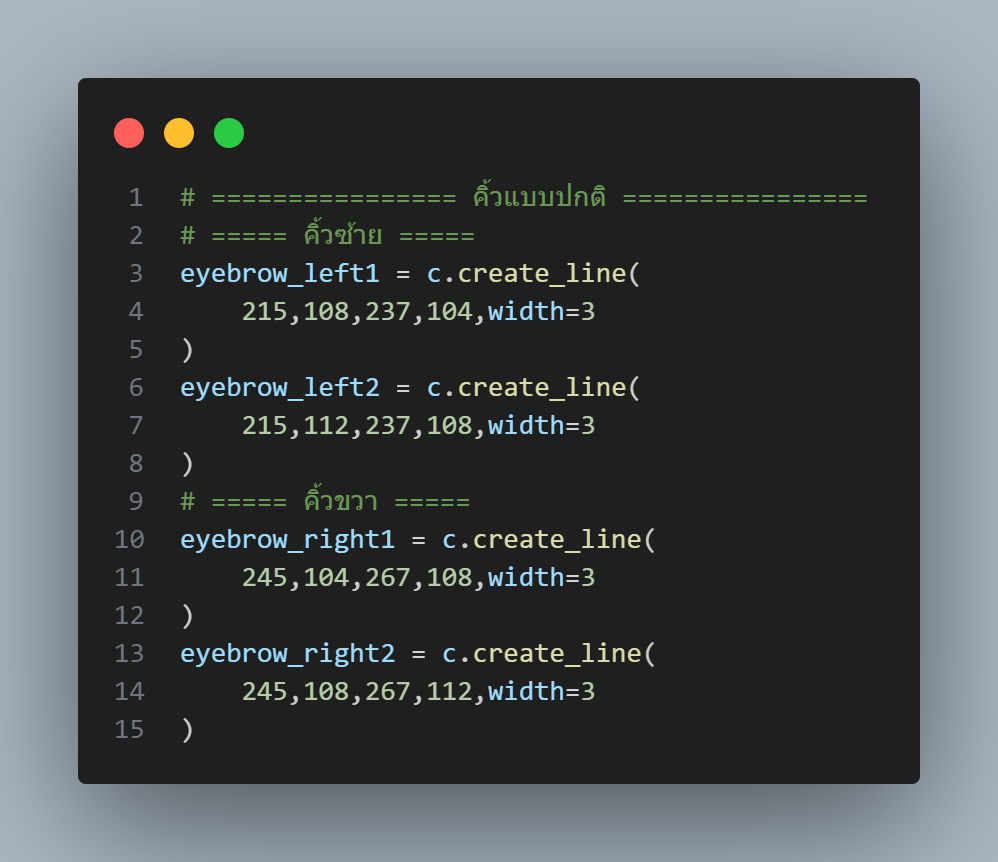 1 # ================ คิ้วแบบปกติ ================
2 # ===== คิ้วซ้าย =====
3 eyebrow_left1 = c.create_line(
4     215,108,237,104,width=3
5 )
6 eyebrow_left2 = c.create_line(
7     215,112,237,108,width=3
8 )
9 # ===== คิ้วขวา =====
10 eyebrow_right1 = c.create_line(
11     245,104,267,108,width=3
12 )
13 eyebrow_right2 = c.create_line(
14     245,108,267,112,width=3
15 )